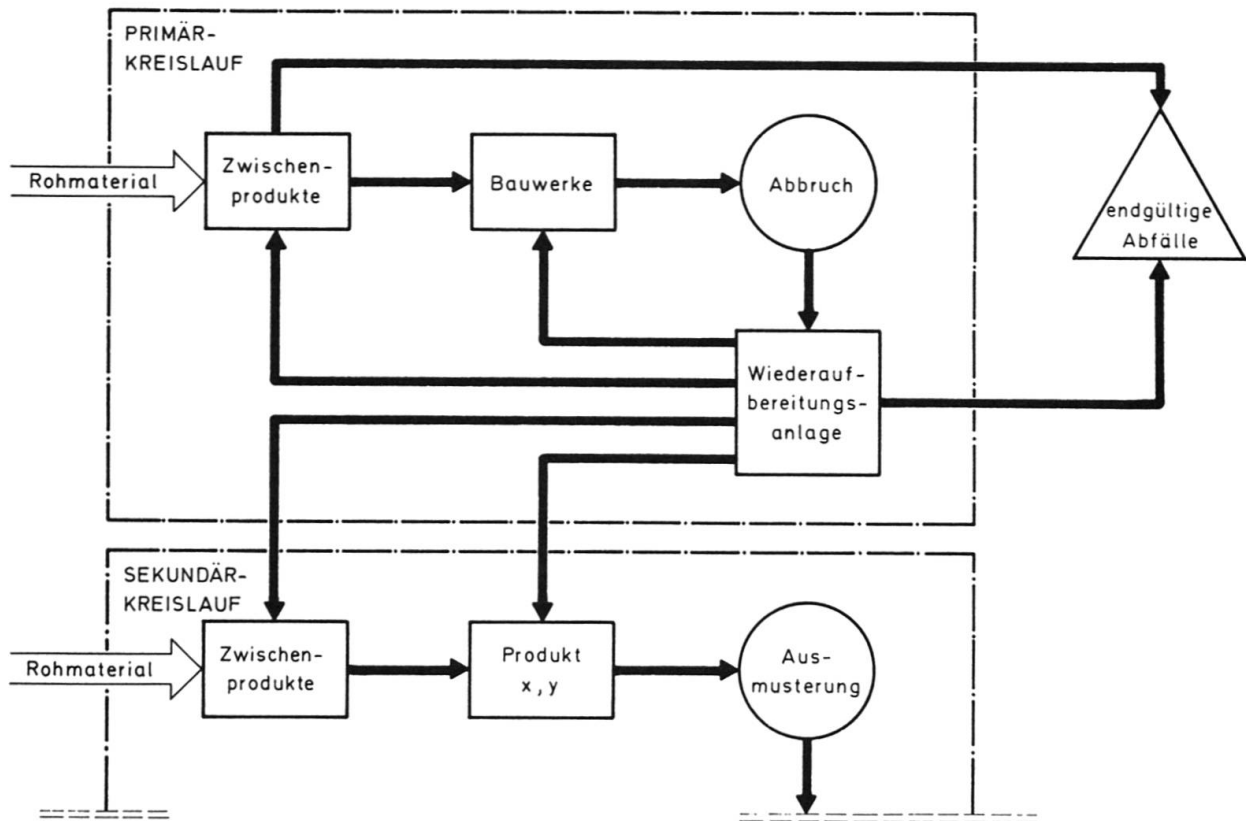 PRIMÄR-
KREISLAUF
Rohmaterial
Zwischen-
produkte
Bauwerke
Abbruch
endgültige
Abfälle
Wiederauf-
bereitungs-
anlage
SEKUNDÄR-
KREISLAUF
Rohmaterial
Zwischen-
produkte
Produkt
x, y
Aus-
musterung